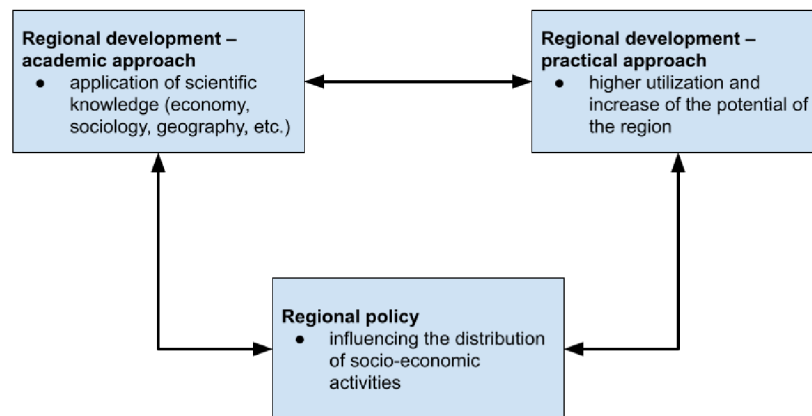 Regional development –
academic approach
● application of scientific
knowledge (economy,
sociology, geography, etc.)
Regional development –
practical approach
● higher utilization and
increase of the potential of
the region
Regional policy
● influencing the distribution
of socio-economic
activities